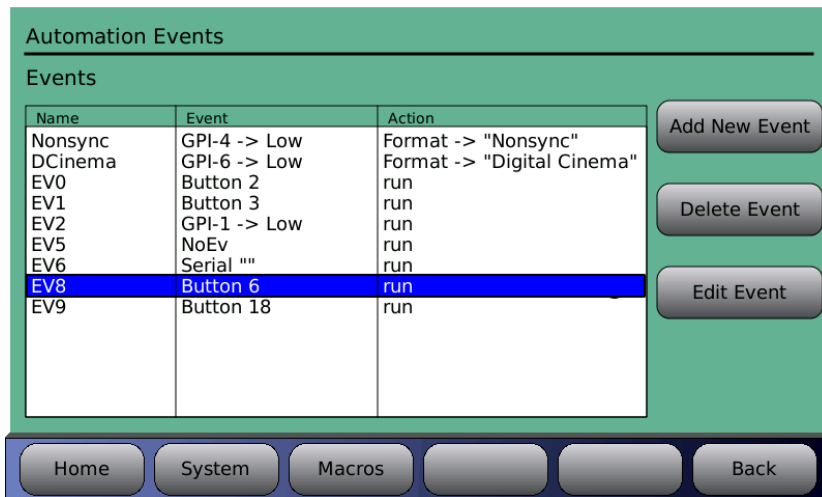 Automation Events
Events
Name Event Action
Nonsync GPI-4 -> Low Format -> "Nonsync"
DCinema GPI-6 -> Low Format -> "Digital Cinema"
EV0 Button 2 run
EV1 Button 3 run
EV2 GPI-1 -> Low run
EV5 NoEv run
EV6 Serial "" run
EV8 Button 6 run
EV9 Button 18 run
Add New Event
Delete Event
Edit Event
Home System Macros Back